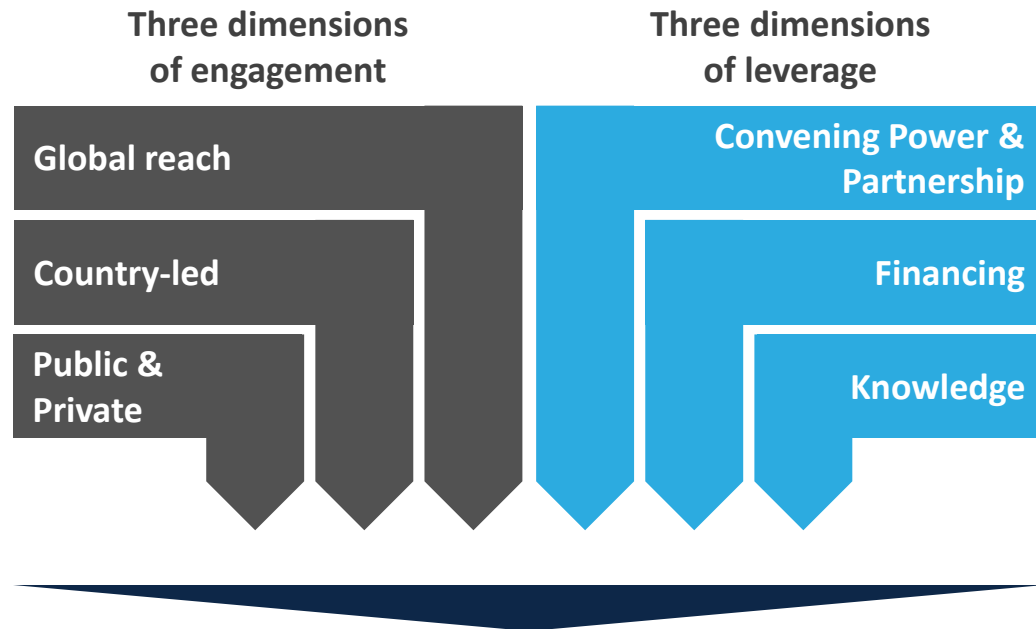 Three dimensions
of engagement
Three dimensions
of leverage
Global reach
Country-led
Public &
Private
Convening Power &
Partnership
Financing
Knowledge